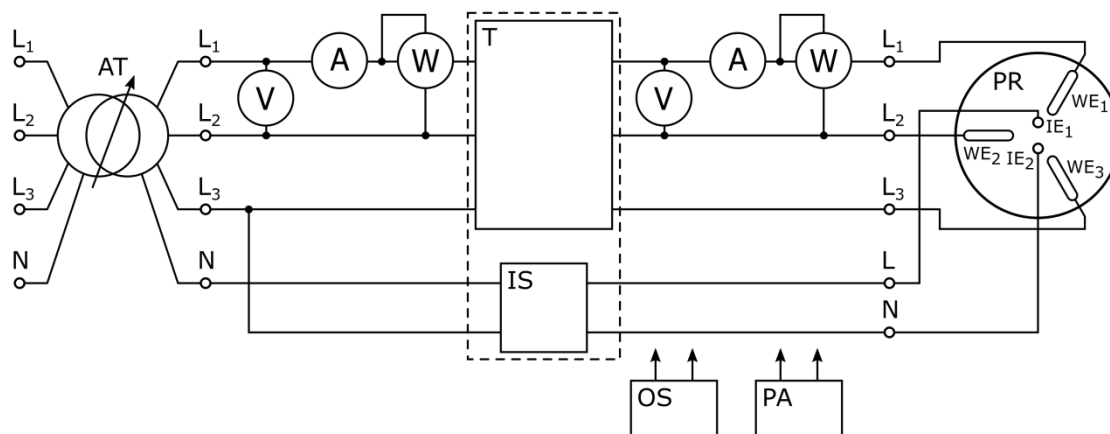 L1 AT L1 A W T A W L1
V V PR WE1
L2 L2 L2 IE1
WE2 IE2 WE3
L3 L3 L3
N N IS L
N
OS PA